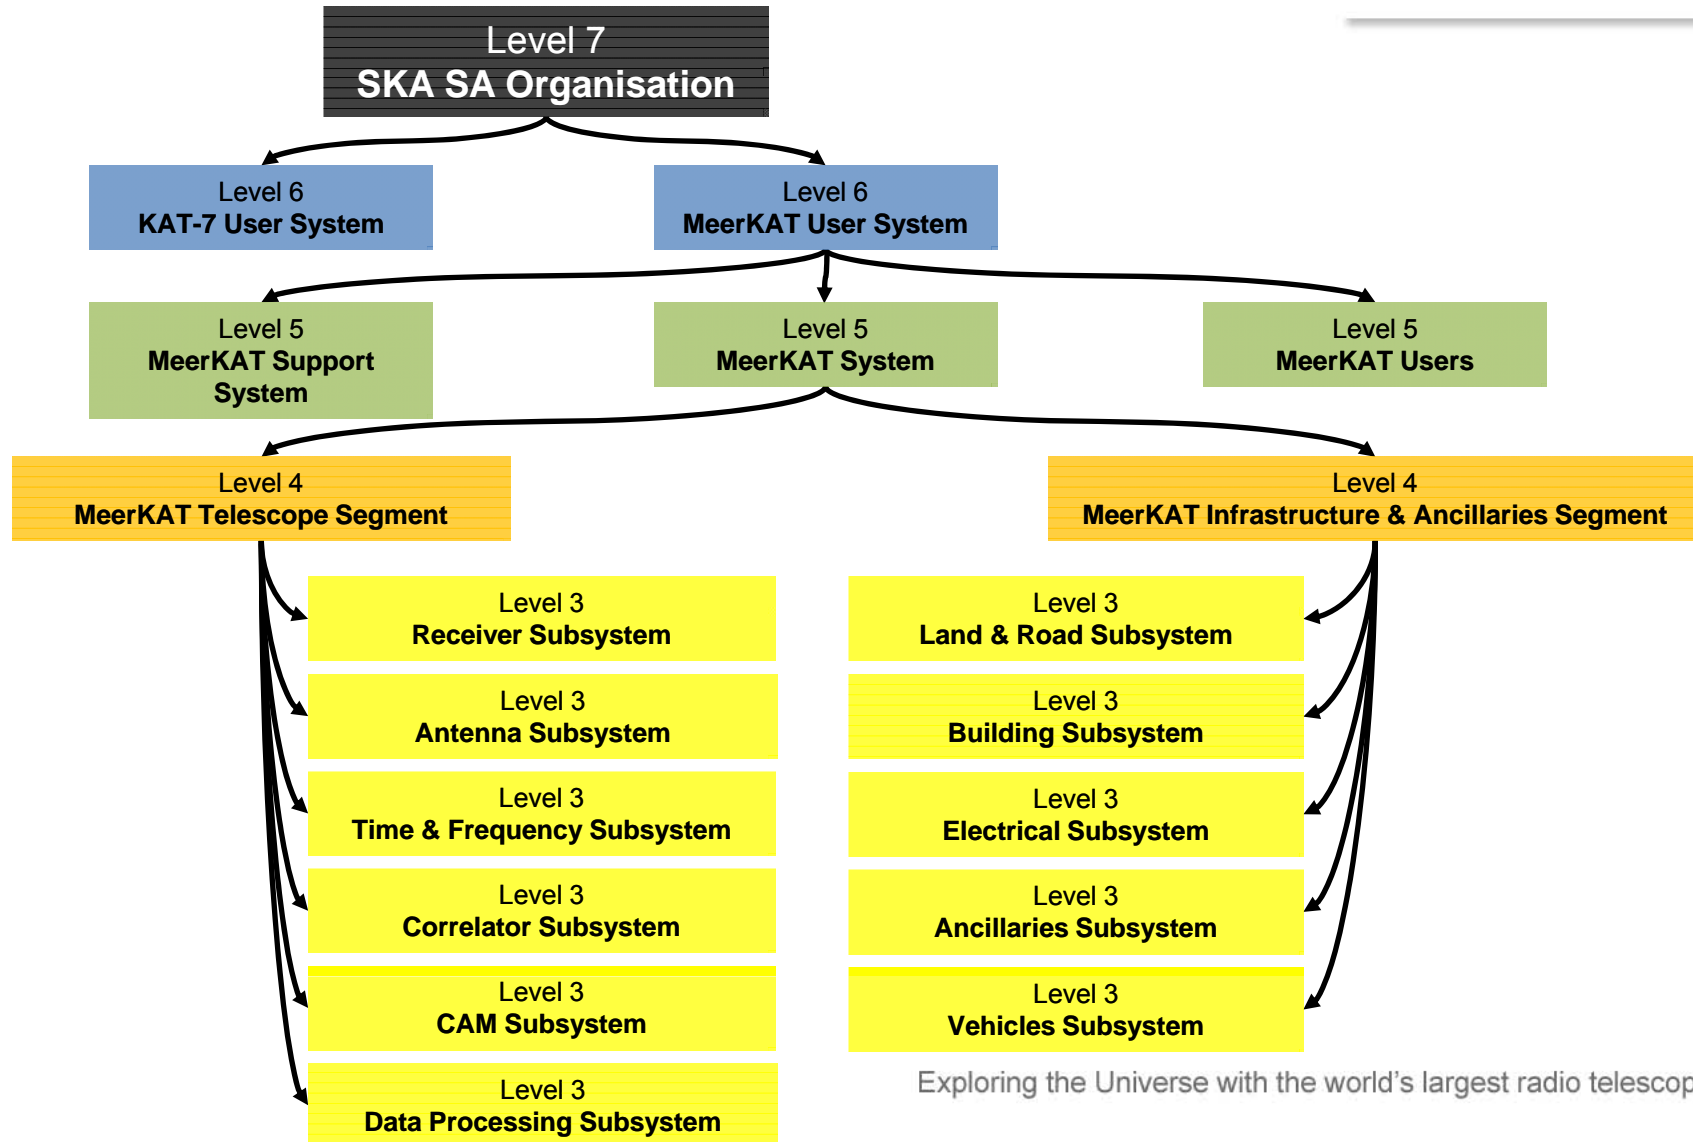 Level 7
SKA SA Organisation
Level 6
KAT-7 User System
Level 6
MeerKAT User System
Level 5
MeerKAT Support
System
Level 5
MeerKAT System
Level 5
MeerKAT Users
Level 4
MeerKAT Telescope Segment
Level 4
MeerKAT Infrastructure & Ancillaries Segment
Level 3
Receiver Subsystem
Level 3
Land & Road Subsystem
Level 3
Antenna Subsystem
Level 3
Building Subsystem
Level 3
Time & Frequency Subsystem
Level 3
Electrical Subsystem
Level 3
Correlator Subsystem
Level 3
Ancillaries Subsystem
Level 3
CAM Subsystem
Level 3
Vehicles Subsystem
Level 3
Data Processing Subsystem
Exploring the Universe with the world's largest radio telescop